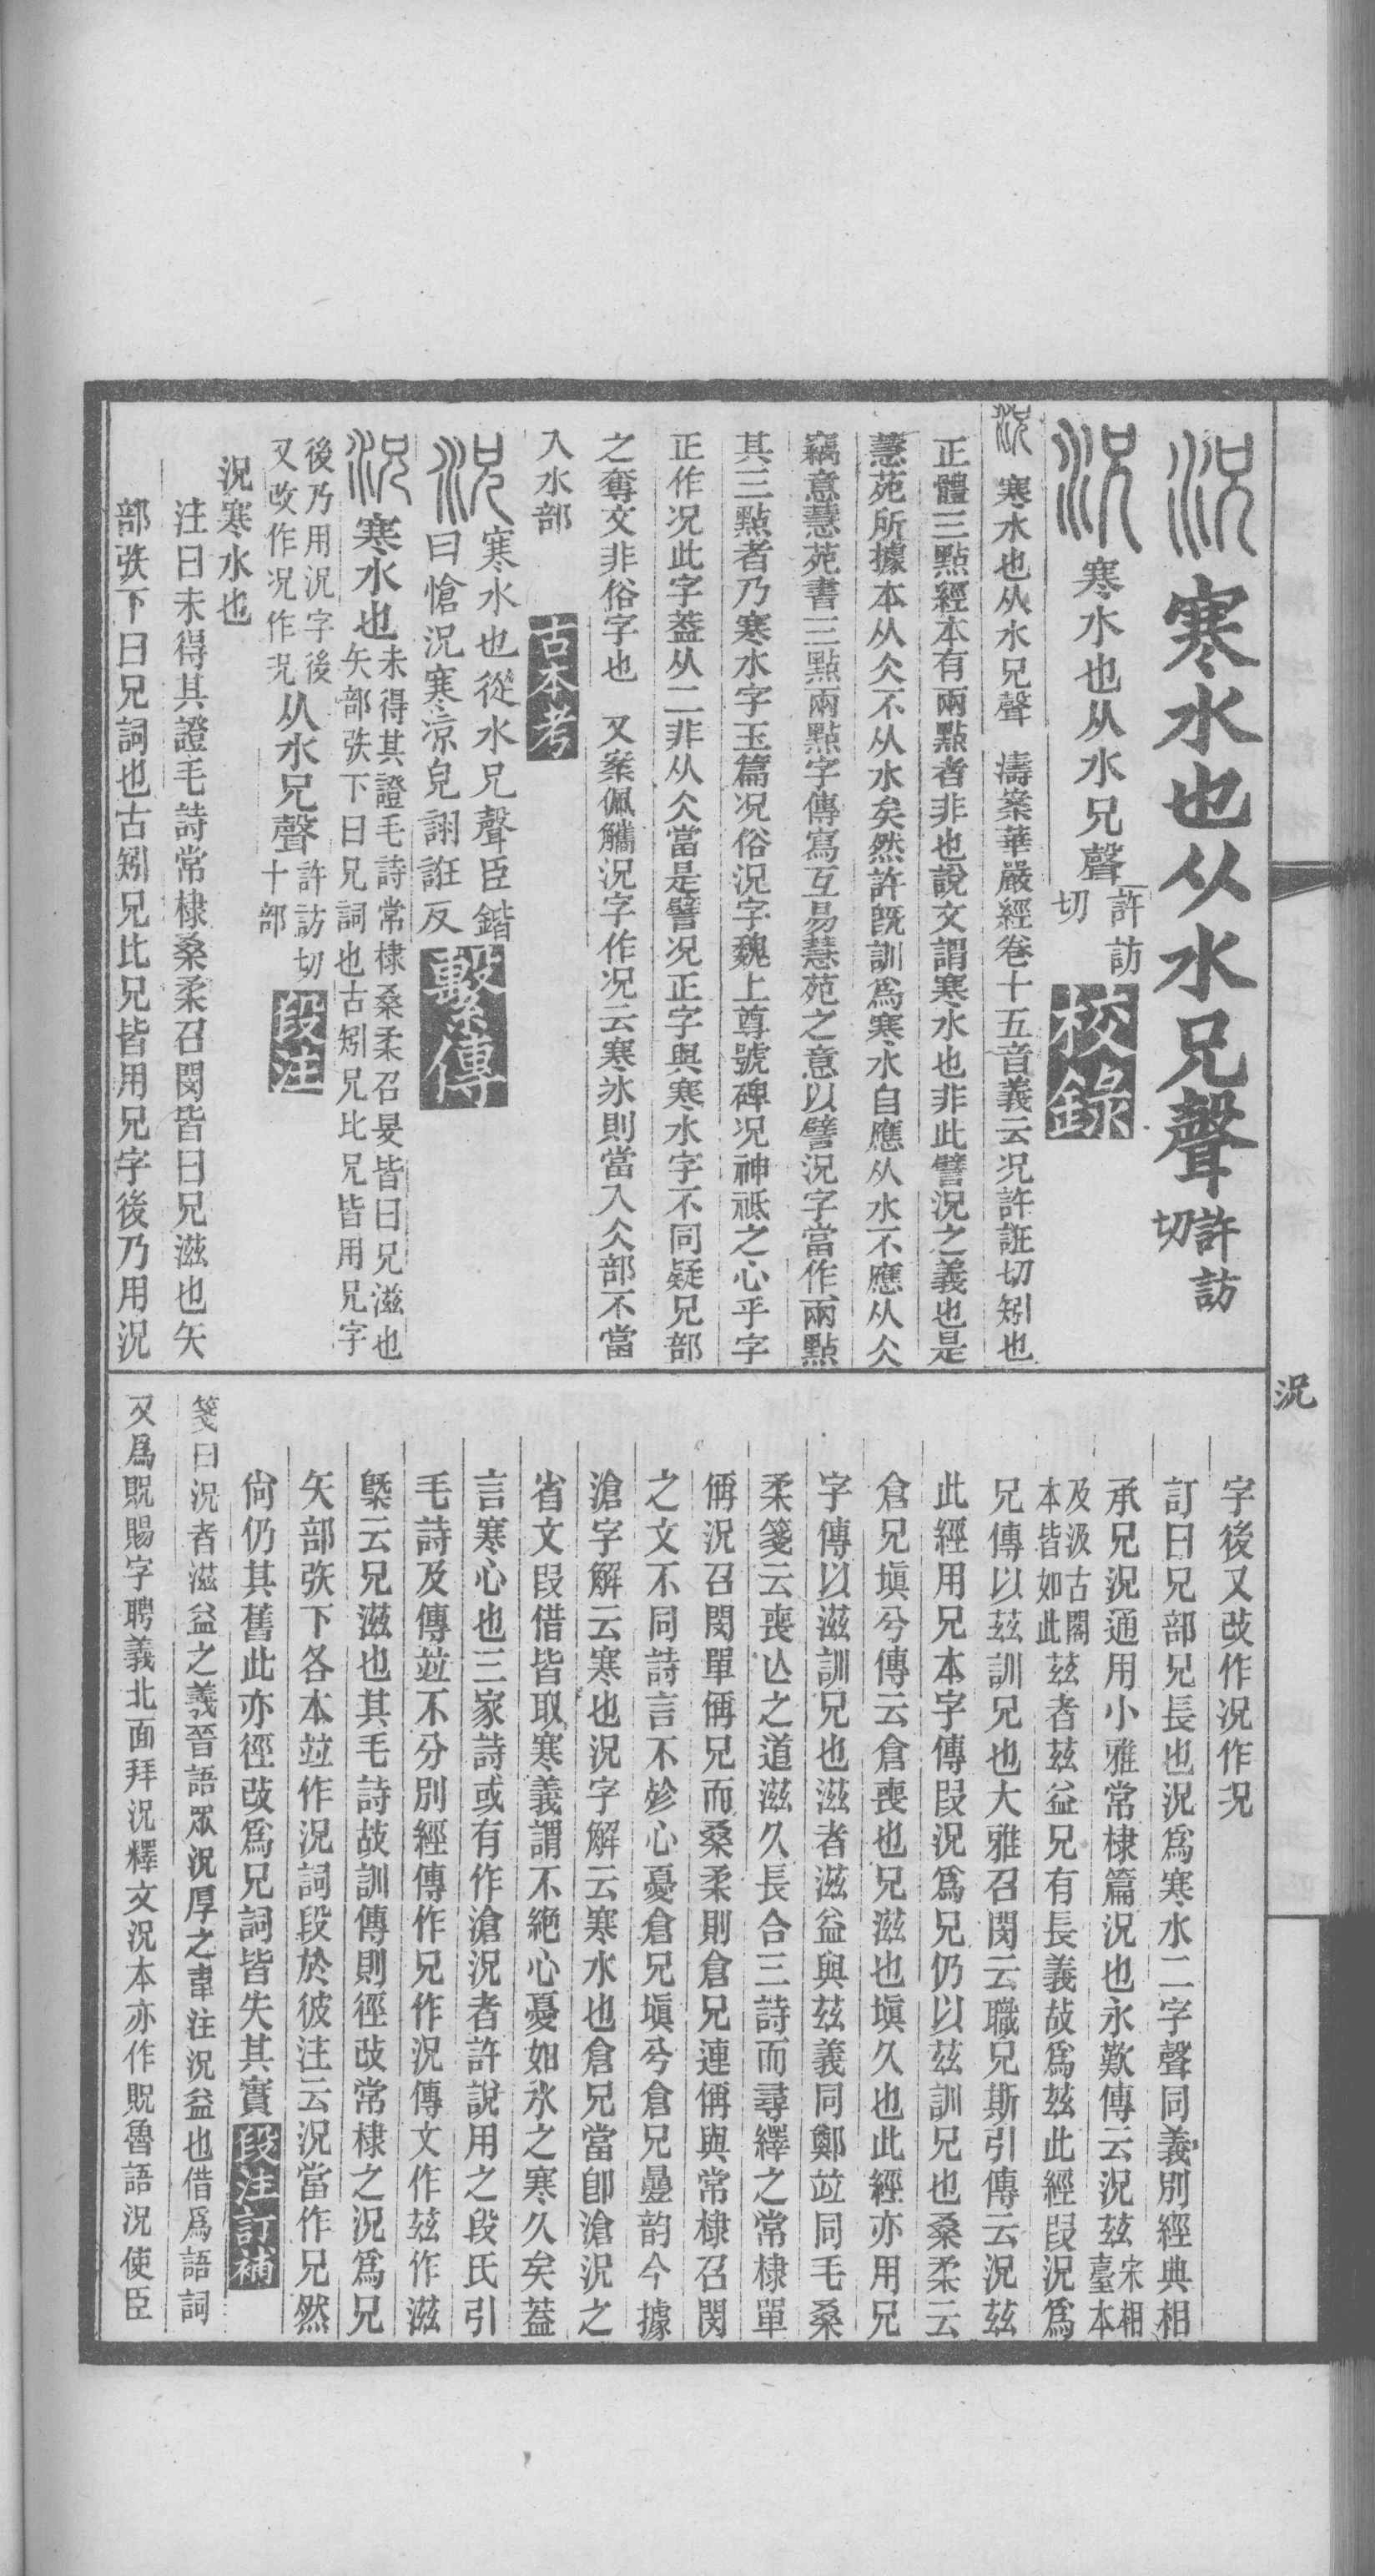 況寒水也从水兄聲許訪切
況寒水也从水兄聲許訪切校錄
況寒水也从水兄聲　濤案華嚴經卷十五音義云况許誑切矧也
正體三點經本有兩點者非也說文謂寒水也非此譬況之義也是
慧苑所據本从仌不从水矣然許既訓爲寒水自應从水不應从仌
竊意慧苑書三點兩點字傳寫互易慧苑之意以譬況字當作兩點
其三點者乃寒水字玉篇况俗況字魏上尊號碑况神祗之心乎字
正作况此字葢从二非从仌當是譬况正字與寒水字不同疑兄部
之奪文非俗字也　又案佩觿況字作况云寒冰則當入仌部不當
入水部　古本考
況寒水也從水兄聲臣鍇曰愴況寒凉皃詡誑反繫傳
況寒水也未得其證毛詩常棣桑柔召旻皆曰兄滋也矢部矤下曰兄詞也古矧兄比兄皆用兄字
後乃用況字後又改作况作㒭从水兄聲許訪切十部段注
況寒水也
注曰未得其證毛詩常棣桑柔召閔皆曰兄滋也矢
部矤下曰兄詞也古矧兄比兄皆用兄字後乃用況
字後又改作况作㒭
訂曰兄部兄長也況爲寒水二字聲同義別經典相
承兄況通用小雅常棣篇況也永歎傳云況茲宋相臺本
及汲古閣本皆如此茲者茲益兄有長義故爲茲此經叚況爲
兄傳以茲訓兄也大雅召閔云職兄斯引傳云況茲
此經用兄本字傳叚況爲兄仍以茲訓兄也桑柔云
倉兄塡兮傳云倉喪也兄滋也塡久也此經亦用兄
字傳以滋訓兄也滋者滋益與茲義同鄭竝同毛桑
柔箋云喪亾之道滋久長合三詩而尋繹之常棣單
偁況召閔單偁兄而桑柔則倉兄連偁與常棣召閔
之文不同詩言不殄心憂倉兄塡兮倉兄疊韵今據
滄字解云寒也況字解云寒水也倉兄當卽滄況之
省文叚借皆取寒義謂不絕心憂如氷之寒久矣葢
言寒心也三家詩或有作滄況者許說用之段氏引
毛詩及傳竝不分別經傳作兄作況傳文作茲作滋
槩云兄滋也其毛詩故訓傳則徑改常棣之況爲兄
矢部矤下各本竝作況詞段於彼注云況當作兄然
尙仍其舊此亦徑改爲兄詞皆失其實段注訂補
箋曰況者滋益之義晉語衆況厚之韋注況益也借爲語詞
又爲貺賜字聘義北面拜況釋文況本亦作貺魯語況使臣
況